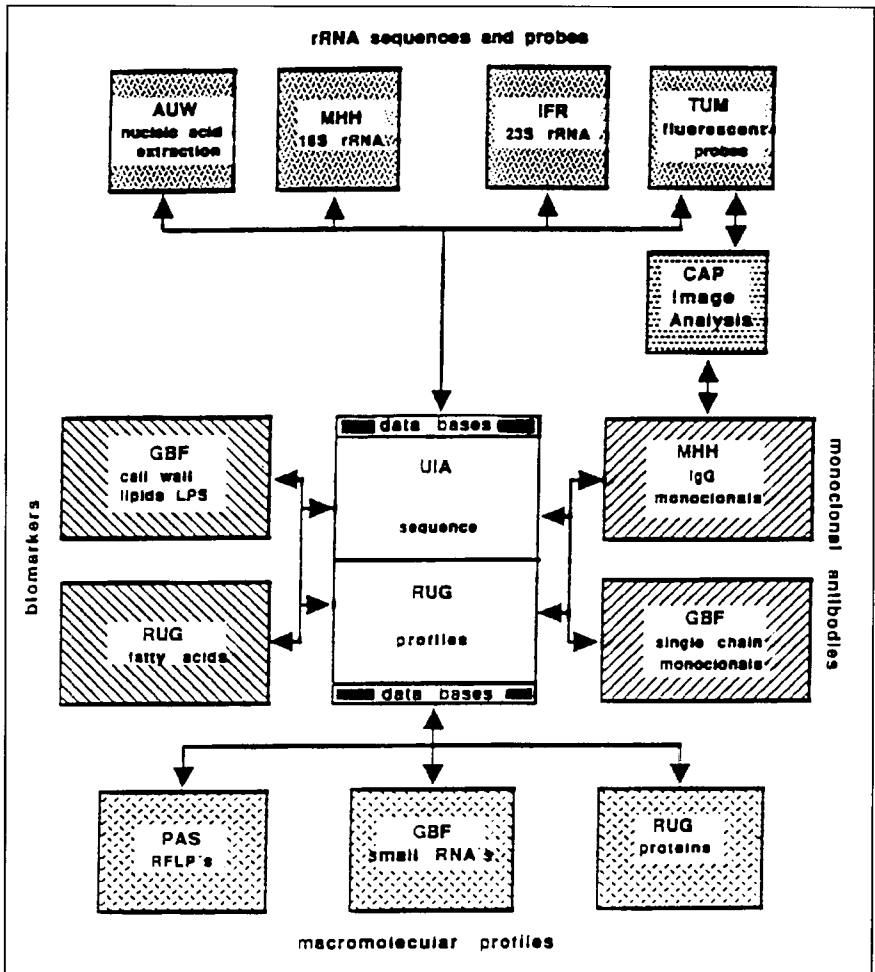 rRNA sequences and probes
AUW
nucleic acid
extraction
MHH
16S rRNA
IFR
23S rRNA
TUM
fluorescent
probes
CAP
Image
Analysis
data bases
UIA
sequence
RUG
profiles
data bases
biomarkers
GBF
cell wall
lipids LPS
RUG
fatty acids
MHH
IgG
monoclonals
GBF
single chain
monoclonals
monoclonal
antibodies
PAS
RFLP's
GBF
small RNA's
RUG
proteins
macromolecular profiles